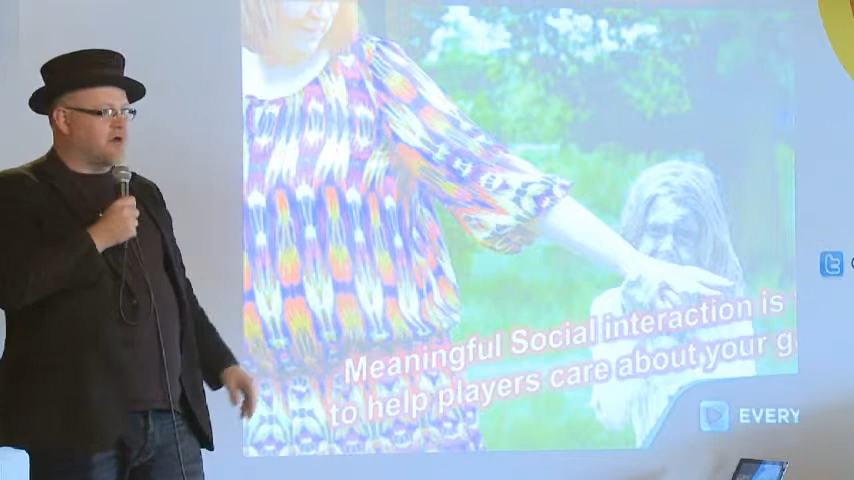 Meaningful Social interaction is
to help players care about your g
EVERY